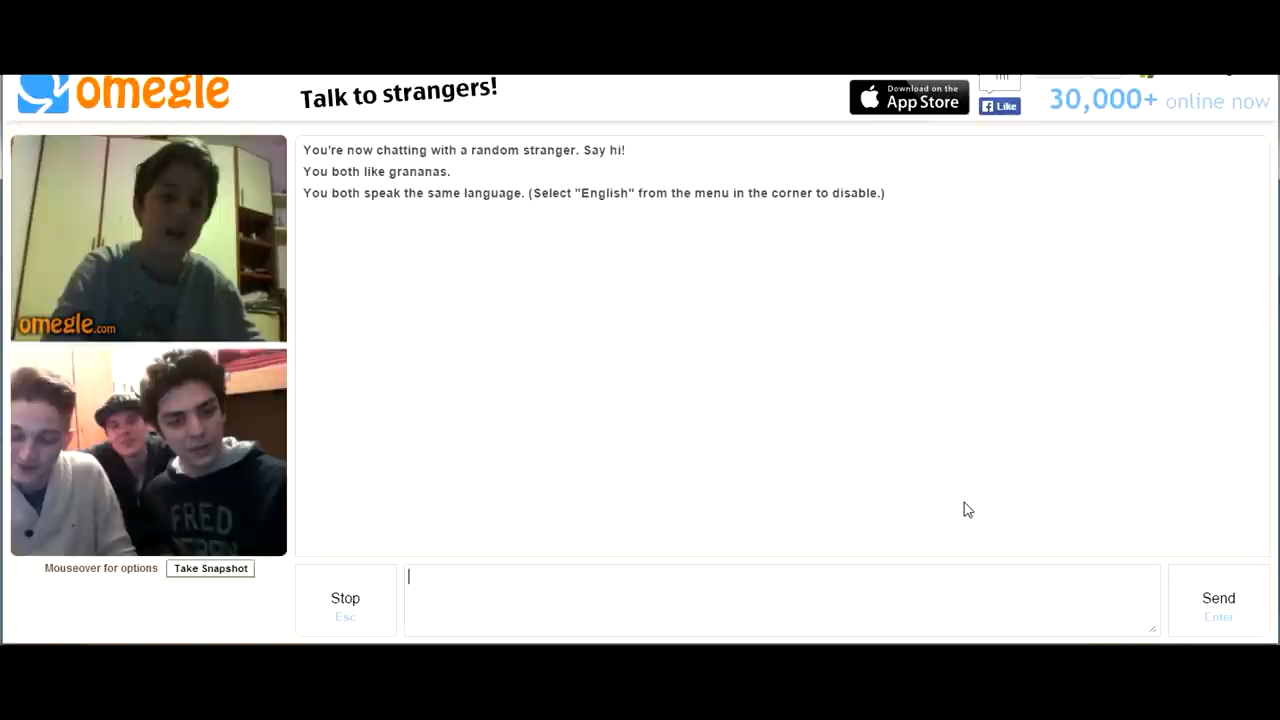 omegle
Talk to strangers!
Download on the
App Store
Like
30,000+ online now
You're now chatting with a random stranger. Say hi!
You both like grananas.
You both speak the same language. (Select "English" from the menu in the corner to disable.)
omegle.com
FRED
PERRY
Mouseover for options
Take Snapshot
Stop
Esc
Send
Enter